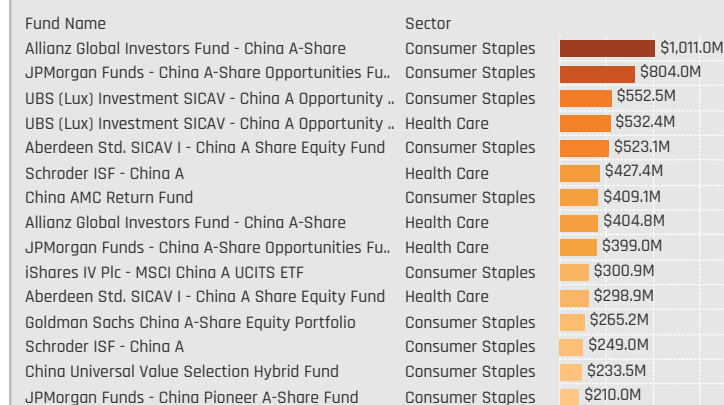 Fund Name Sector
Allianz Global Investors Fund - China A-Share Consumer Staples $1,011.0M
JPMorgan Funds - China A-Share Opportunities Fu.. Consumer Staples $804.0M
UBS (Lux) Investment SICAV - China A Opportunity .. Consumer Staples $552.5M
UBS (Lux) Investment SICAV - China A Opportunity .. Health Care $532.4M
Aberdeen Std. SICAV I - China A Share Equity Fund Consumer Staples $523.1M
Schroder ISF - China A Health Care $427.4M
China AMC Return Fund Consumer Staples $409.1M
Allianz Global Investors Fund - China A-Share Health Care $404.8M
JPMorgan Funds - China A-Share Opportunities Fu.. Health Care $399.0M
iShares IV Plc - MSCI China A UCITS ETF Consumer Staples $300.9M
Aberdeen Std. SICAV I - China A Share Equity Fund Health Care $298.9M
Goldman Sachs China A-Share Equity Portfolio Consumer Staples $265.2M
Schroder ISF - China A Consumer Staples $249.0M
China Universal Value Selection Hybrid Fund Consumer Staples $233.5M
JPMorgan Funds - China Pioneer A-Share Fund Consumer Staples $210.0M